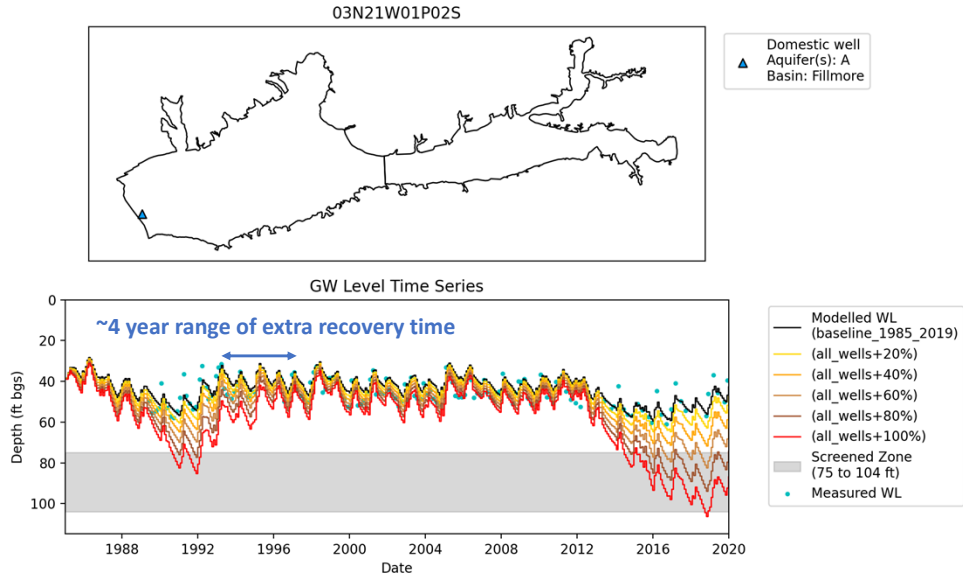 03N21W01P02S
Domestic well
Aquifer(s): A
Basin: Fillmore
GW Level Time Series
~4 year range of extra recovery time
Depth (ft bgs)
0
20
40
60
80
100
1988
1992
1996
2000
2004
2008
2012
2016
2020
Date
Modelled WL
(baseline_1985_2019)
(all_wells+20%)
(all_wells+40%)
(all_wells+60%)
(all_wells+80%)
(all_wells+100%)
Screened Zone
(75 to 104 ft)
Measured WL